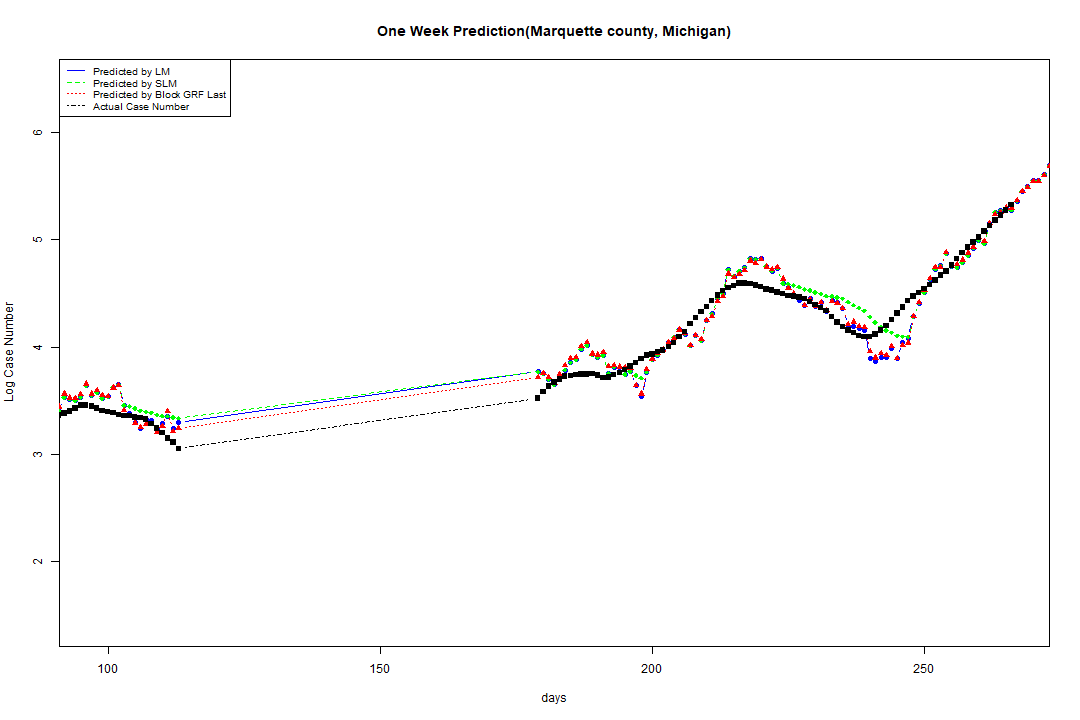 One Week Prediction(Marquette county, Michigan)
Predicted by LM
Predicted by SLM
Predicted by Block GRF Last
Actual Case Number
Log Case Number
6
5
4
3
2
100 150 200 250
days